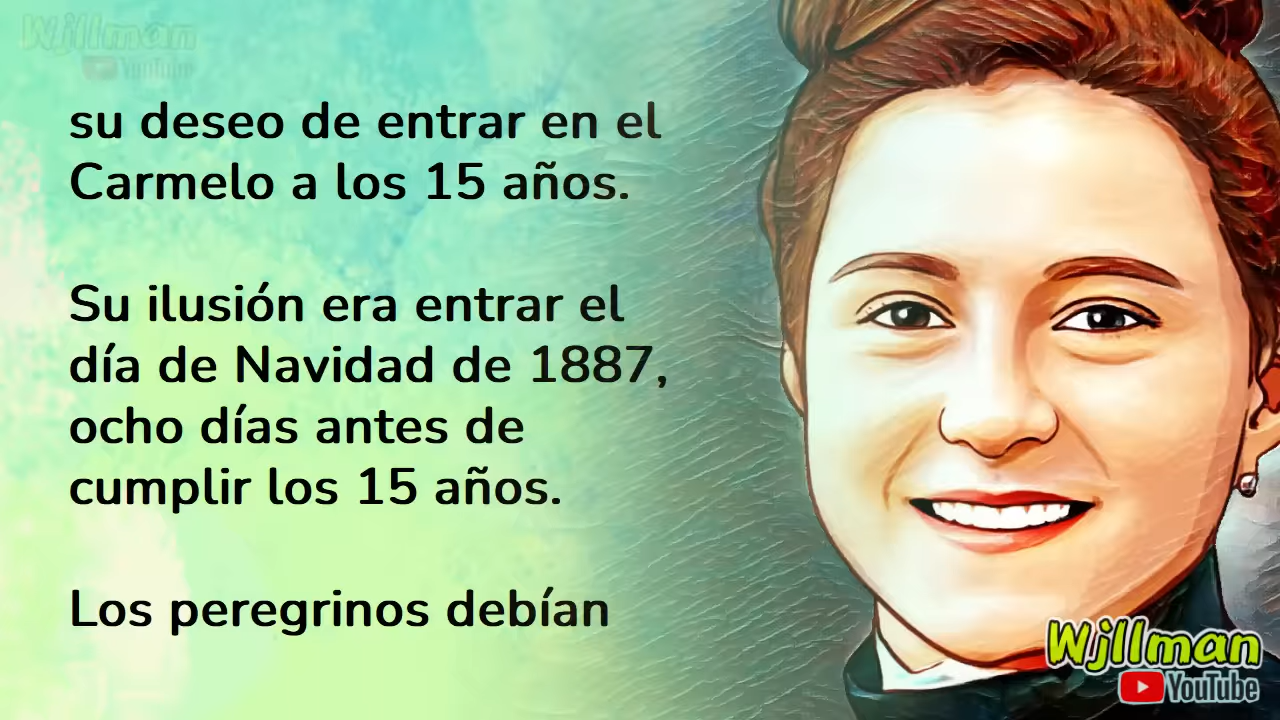 Wjllman
YouTube
su deseo de entrar en el
Carmelo a los 15 años.
Su ilusión era entrar el
día de Navidad de 1887,
ocho días antes de
cumplir los 15 años.
Los peregrinos debían
Wjllman
YouTube